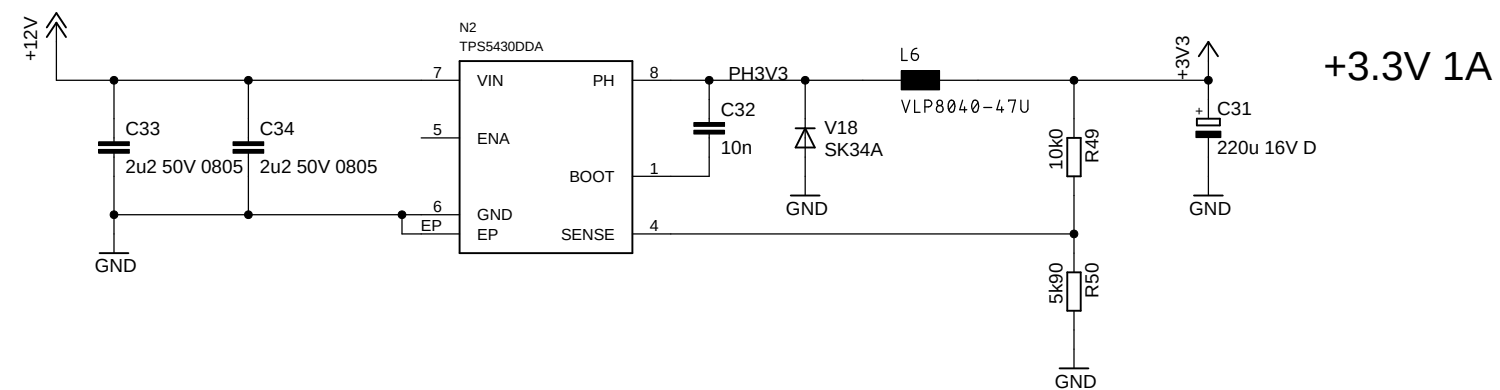 +12V
N2
TPS5430DDA
7
VIN
PH
8
PH3V3
L6
VLP8040-47U
+3V3
+3.3V 1A
C33
2u2 50V 0805
C34
2u2 50V 0805
5
ENA
C32
10n
V18
SK34A
10k0
R49
+
C31
220u 16V D
BOOT
1
GND
GND
6
GND
EP
EP
SENSE
4
GND
5k90
R50
GND